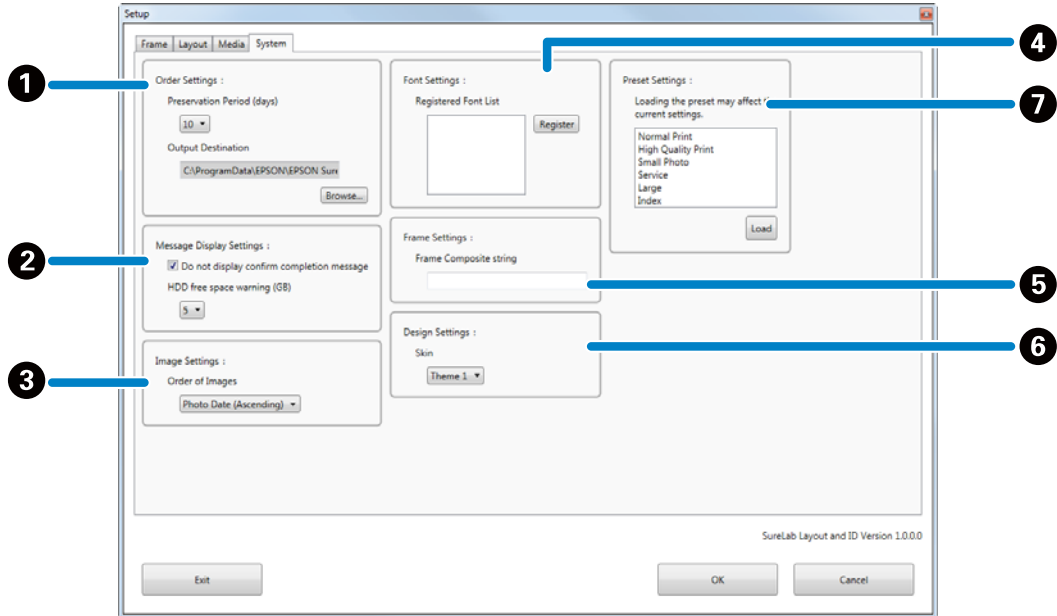 Setup
Frame Layout Media System
1
Order Settings :
Preservation Period (days)
10
Output Destination
C:\ProgramData\EPSON\EPSON Sure
Browse...
2
Message Display Settings :
Do not display confirm completion message
HDD free space warning (GB)
5
3
Image Settings :
Order of Images
Photo Date (Ascending)
4
Font Settings :
Registered Font List
Register
5
Frame Settings :
Frame Composite string
6
Design Settings :
Skin
Theme 1
7
Preset Settings :
Loading the preset may affect
current settings.
Normal Print
High Quality Print
Small Photo
Service
Large
Index
Load
SureLab Layout and ID Version 1.0.0.0
Exit
OK
Cancel